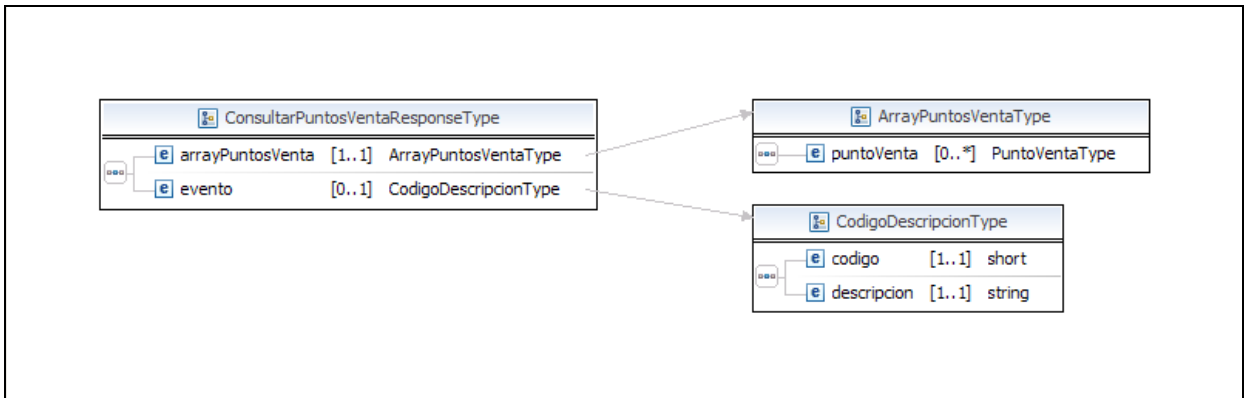 ConsultarPuntosVentaResponseType
e arrayPuntosVenta [1..1] ArrayPuntosVentaType
e evento [0..1] CodigoDescripcionType
ArrayPuntosVentaType
e puntoVenta [0..*] PuntoVentaType
CodigoDescripcionType
e codigo [1..1] short
e descripcion [1..1] string